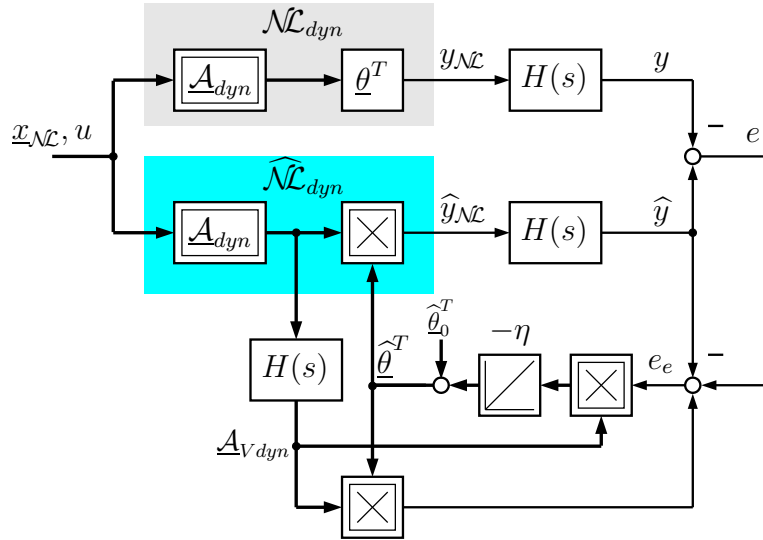 𝒩ℒ_dyn
𝒜_dyn θ^T y_𝒩ℒ H(s) y
x_𝒩ℒ, u − e
𝒩ℒ̂_dyn
𝒜_dyn ŷ_𝒩ℒ H(s) ŷ
H(s) θ̂^T θ̂_0^T −η e_e −
𝒜_Vdyn